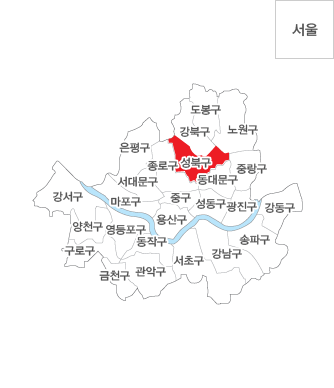 서울
도봉구
강북구
노원구
은평구
성북구
종로구
중랑구
동대문구
서대문구
강서구
마포구
중구
성동구
광진구
강동구
용산구
양천구
영등포구
동작구
송파구
구로구
서초구
강남구
금천구
관악구